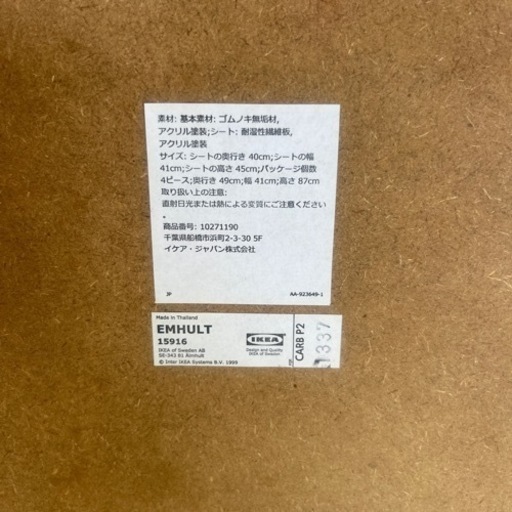 素材: 基本素材: ゴムノキ無垢材,
アクリル塗装;シート: 耐湿性繊維板,
アクリル塗装
サイズ: シートの奥行き 40cm;シートの幅
41cm;シートの高さ 45cm;パッケージ個数
4ピース;奥行き 49cm;幅 41cm;高さ 87cm
取り扱い上の注意:
直射日光または熱による変質にご注意ください
。
商品番号: 10271190
千葉県船橋市浜町2-3-30 5F
イケア・ジャパン株式会社
JP
AA-923649-1
Made in Thailand
EMHULT
15916
IKEA of Sweden AB
SE-343 81 Älmhult
© Inter IKEA Systems B.V. 1999
IKEA
Design and Quality
IKEA of Sweden
CARB P2
1337